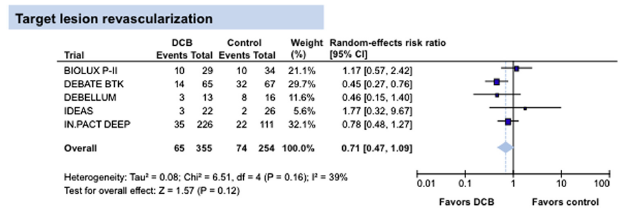 Target lesion revascularization
DCB Control Weight Random-effects risk ratio
Trial Events Total Events Total (%) [95% CI]
BIOLUX P-II 10 29 10 34 21.1% 1.17 [0.57, 2.42]
DEBATE BTK 14 65 32 67 29.7% 0.45 [0.27, 0.76]
DEBELLUM 3 13 8 16 11.6% 0.46 [0.15, 1.40]
IDEAS 3 22 2 26 5.6% 1.77 [0.32, 9.67]
IN.PACT DEEP 35 226 22 111 32.1% 0.78 [0.48, 1.27]
Overall 65 355 74 254 100.0% 0.71 [0.47, 1.09]
Heterogeneity: Tau² = 0.08; Chi² = 6.51, df = 4 (P = 0.16); I² = 39%
Test for overall effect: Z = 1.57 (P = 0.12)
0.01 0.1 1 10 100
Favors DCB Favors control